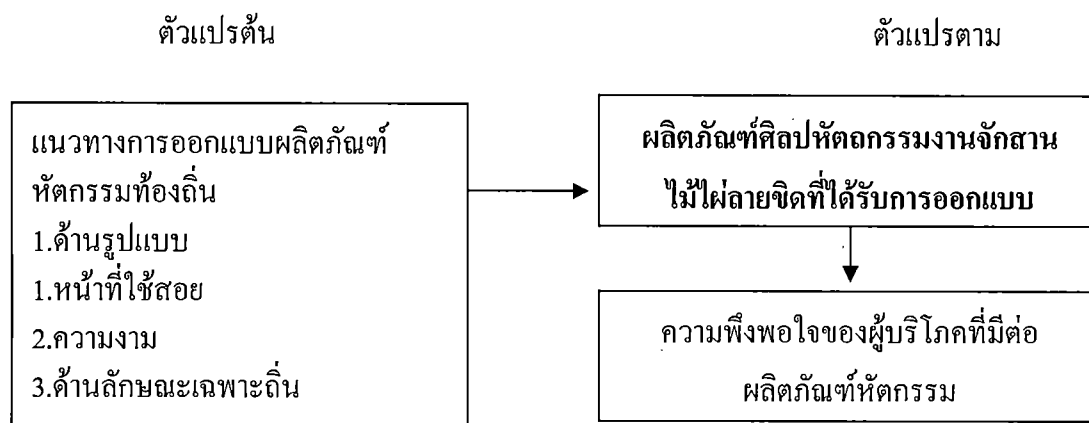 ตัวแปรต้น
ตัวแปรตาม
แนวทางการออกแบบผลิตภัณฑ์
หัตกรรมท้องถิ่น
1.ด้านรูปแบบ
1.หน้าที่ใช้สอย
2.ความงาม
3.ด้านลักษณะเฉพาะถิ่น
ผลิตภัณฑ์ศิลปหัตถกรรมงานจักสาน
ไม้ไผ่ลายขิดที่ได้รับการออกแบบ
ความพึงพอใจของผู้บริโภคที่มีต่อ
ผลิตภัณฑ์หัตกรรม